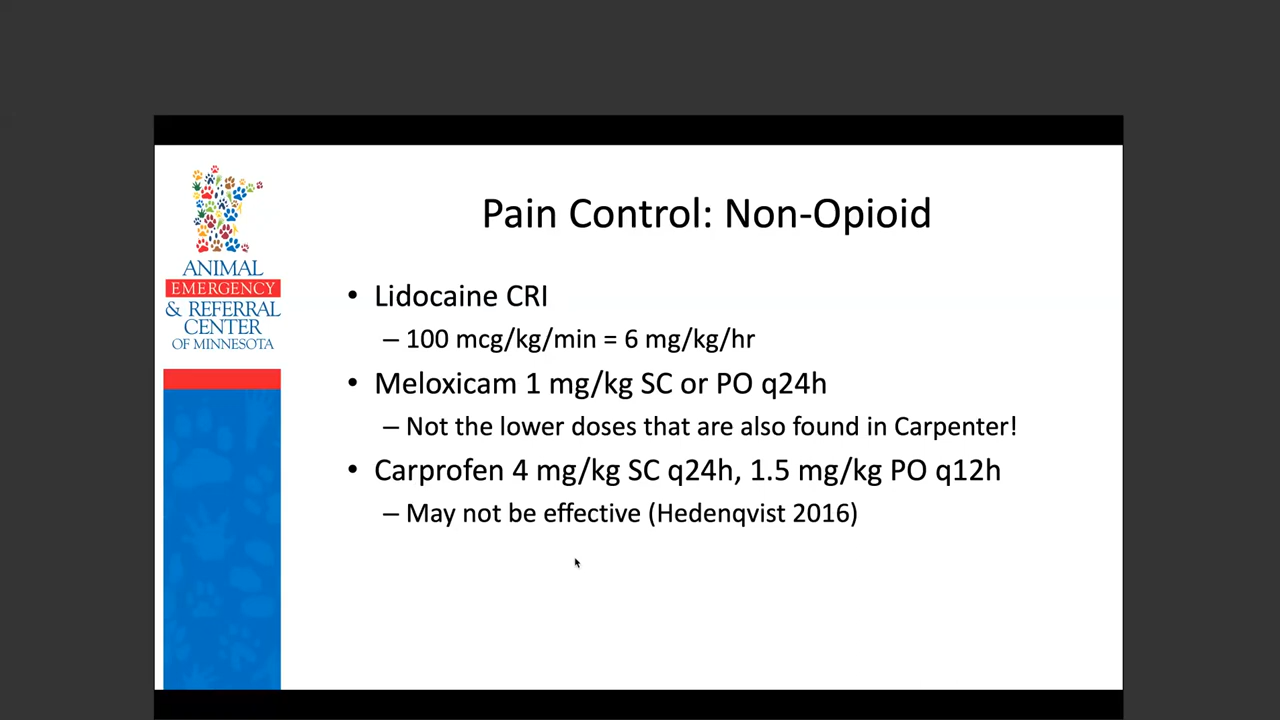 ANIMAL
EMERGENCY
& REFERRAL
CENTER
OF MINNESOTA
Pain Control: Non-Opioid
• Lidocaine CRI
– 100 mcg/kg/min = 6 mg/kg/hr
• Meloxicam 1 mg/kg SC or PO q24h
– Not the lower doses that are also found in Carpenter!
• Carprofen 4 mg/kg SC q24h, 1.5 mg/kg PO q12h
– May not be effective (Hedenqvist 2016)